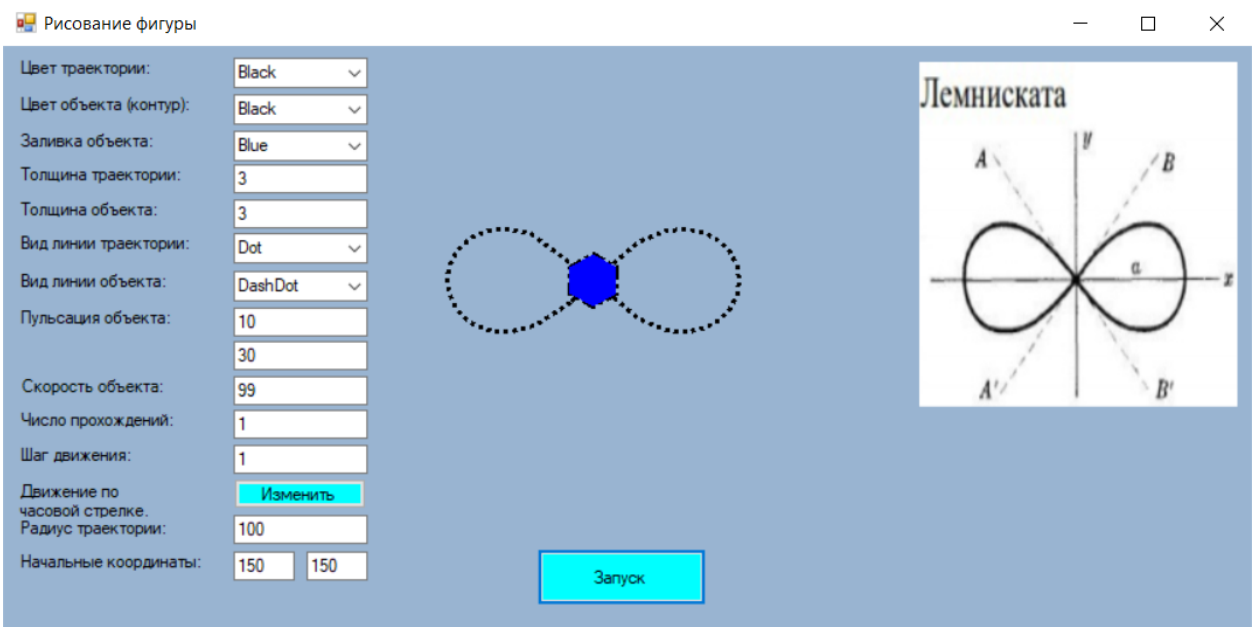 Рисование фигуры
Цвет траектории: Black
Цвет объекта (контур): Black
Заливка объекта: Blue
Толщина траектории: 3
Толщина объекта: 3
Вид линии траектории: Dot
Вид линии объекта: DashDot
Пульсация объекта: 10
30
Скорость объекта: 99
Число прохождений: 1
Шаг движения: 1
Движение по
часовой стрелке.
Изменить
Радиус траектории: 100
Начальные координаты: 150 150
Запуск
Лемниската
y
A B
a x
A' B'